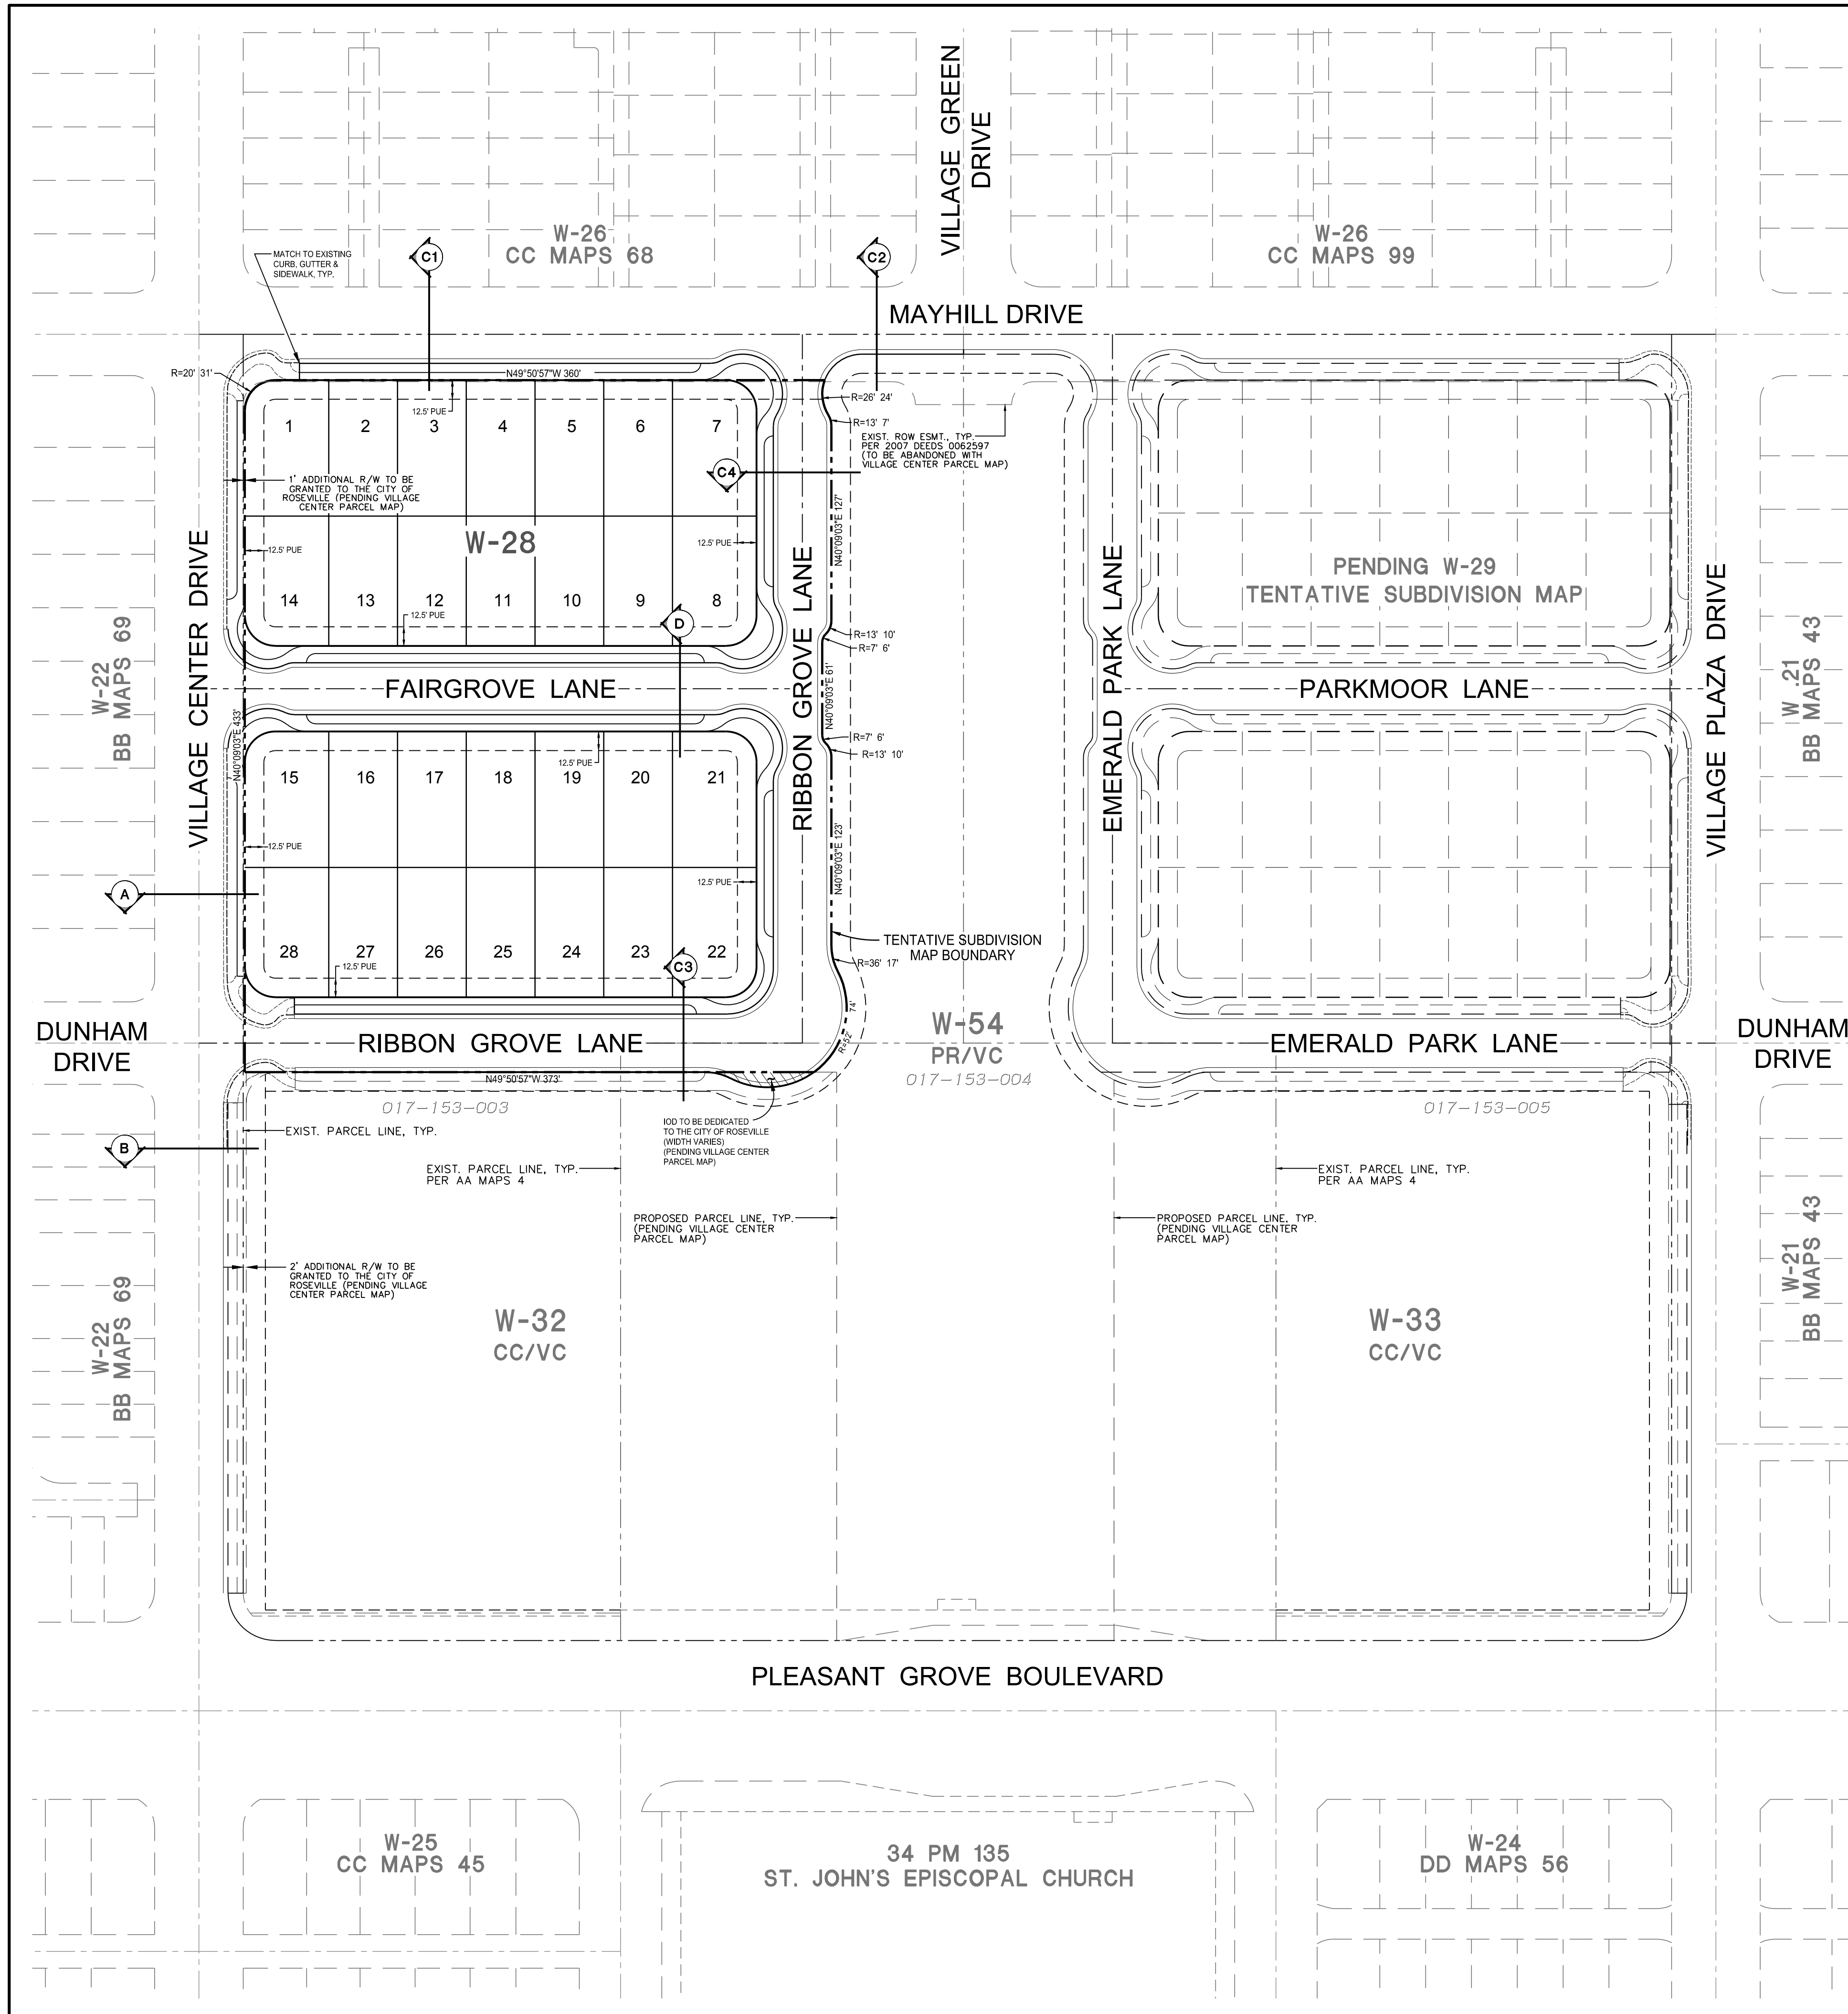 VILLAGE GREEN
DRIVE
W-26
CC MAPS 68
W-26
CC MAPS 99
MATCH TO EXISTING
CURB, GUTTER &
SIDEWALK, TYP.
C1
C2
MAYHILL DRIVE
R=20' 31'
N49°50'57"W 360'
R=26' 24'
R=13' 7'
12.5' PUE
1
2
3
4
5
6
7
EXIST. ROW ESMT., TYP.
PER 2007 DEEDS 0062597
(TO BE ABANDONED WITH
VILLAGE CENTER PARCEL MAP)
C4
1' ADDITIONAL R/W TO BE
GRANTED TO THE CITY OF
ROSEVILLE (PENDING VILLAGE
CENTER PARCEL MAP)
N40°09'03"E 127'
W-28
12.5' PUE
12.5' PUE
PENDING W-29
TENTATIVE SUBDIVISION MAP
14
13
12
11
10
9
8
12.5' PUE
D
R=13' 10'
R=7' 6'
W-22
BB MAPS 69
VILLAGE CENTER DRIVE
RIBBON GROVE LANE
EMERALD PARK LANE
VILLAGE PLAZA DRIVE
W .21
BB MAPS 43
FAIRGROVE LANE
PARKMOOR LANE
N40°09'03"E 61'
N40°09'03"E 433'
R=7' 6'
R=13' 10'
12.5' PUE
15
16
17
18
19
20
21
12.5' PUE
12.5' PUE
A
N40°09'03"E 123'
TENTATIVE SUBDIVISION
MAP BOUNDARY
28
27
26
25
24
23
22
12.5' PUE
C3
R=36' 17'
R=52' 74'
DUNHAM
DRIVE
RIBBON GROVE LANE
W-54
PR/VC
017-153-004
EMERALD PARK LANE
DUNHAM
DRIVE
N49°50'57"W 373'
017-153-003
017-153-005
EXIST. PARCEL LINE, TYP.
IOD TO BE DEDICATED
TO THE CITY OF ROSEVILLE
(WIDTH VARIES)
(PENDING VILLAGE CENTER
PARCEL MAP)
B
EXIST. PARCEL LINE, TYP.
PER AA MAPS 4
EXIST. PARCEL LINE, TYP.
PER AA MAPS 4
PROPOSED PARCEL LINE, TYP.
(PENDING VILLAGE CENTER
PARCEL MAP)
PROPOSED PARCEL LINE, TYP.
(PENDING VILLAGE CENTER
PARCEL MAP)
2' ADDITIONAL R/W TO BE
GRANTED TO THE CITY OF
ROSEVILLE (PENDING VILLAGE
CENTER PARCEL MAP)
W-22
BB MAPS 69
W-21
BB MAPS 43
W-32
CC/VC
W-33
CC/VC
PLEASANT GROVE BOULEVARD
W-25
CC MAPS 45
34 PM 135
ST. JOHN'S EPISCOPAL CHURCH
W-24
DD MAPS 56